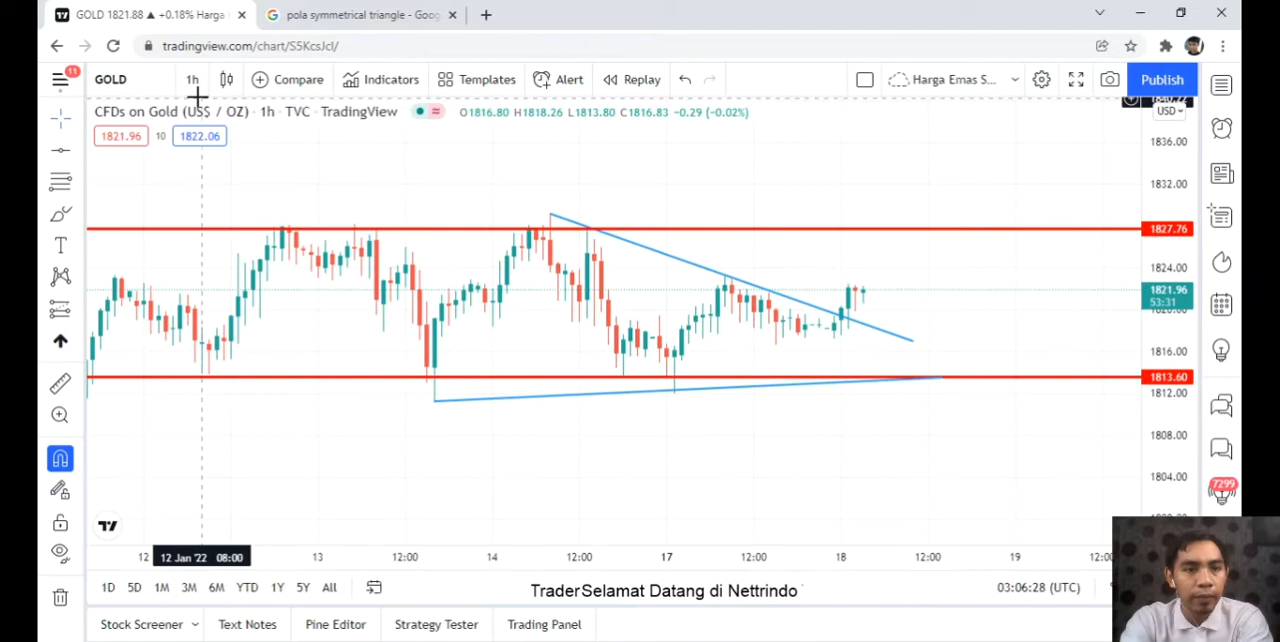 GOLD 1821.88 ▲ +0.18% Harga
pola symmetrical triangle - Goo
tradingview.com/chart/S5KcsJcl/
11
GOLD
1h
Compare
Indicators
Templates
Alert
Replay
Harga Emas S...
Publish
CFDs on Gold (US$ / OZ) · 1h · TVC · TradingView
O1816.80 H1818.26 L1813.80 C1816.83 −0.29 (−0.02%)
USD
1821.96
10
1822.06
1836.00
1832.00
1827.76
1824.00
1821.96
53:31
1816.00
1813.60
1812.00
1808.00
1804.00
7299
12
12 Jan '22 08:00
13
12:00
14
12:00
17
12:00
18
12:00
19
12:00
1D
5D
1M
3M
6M
YTD
1Y
5Y
All
TraderSelamat Datang di Nettrindo
03:06:28 (UTC)
Stock Screener
Text Notes
Pine Editor
Strategy Tester
Trading Panel